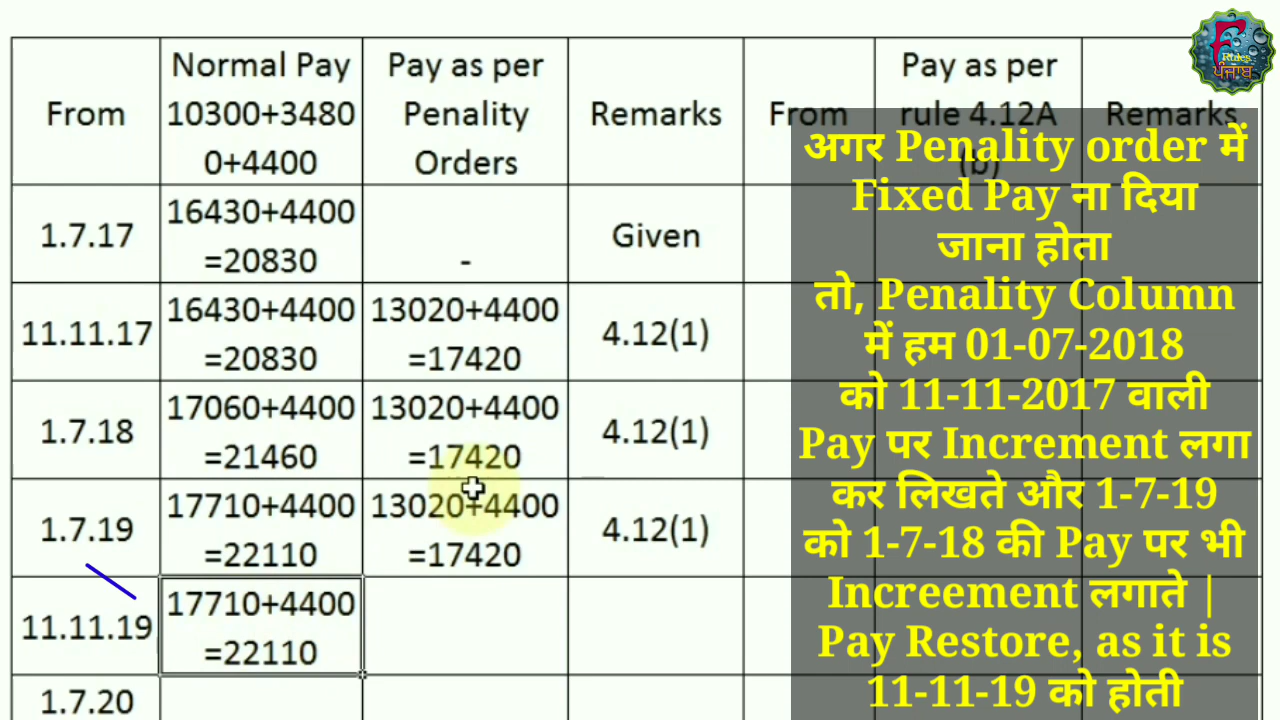 From
Normal Pay
10300+3480
0+4400
Pay as per
Penality
Orders
Remarks
From
Pay as per
rule 4.12A
(b)
Remarks
1.7.17
16430+4400
=20830
-
Given
11.11.17
16430+4400
=20830
13020+4400
=17420
4.12(1)
1.7.18
17060+4400
=21460
13020+4400
=17420
4.12(1)
1.7.19
17710+4400
=22110
13020+4400
=17420
4.12(1)
11.11.19
17710+4400
=22110
1.7.20
अगर Penality order में
Fixed Pay ना दिया
जाना होता
तो, Penality Column
में हम 01-07-2018
को 11-11-2017 वाली
Pay पर Increment लगा
कर लिखते और 1-7-19
को 1-7-18 की Pay पर भी
Increement लगाते |
Pay Restore, as it is
11-11-19 को होती
F
Rules
ਪੰਜਾਬ